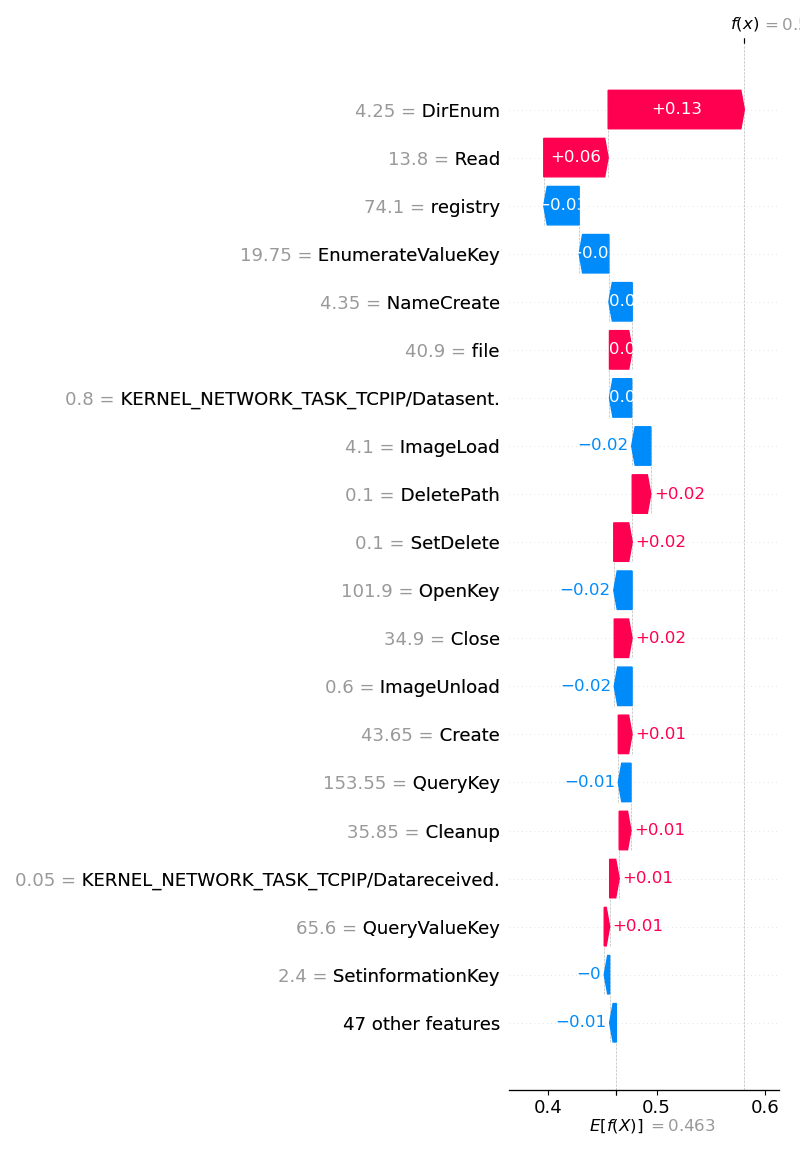 f(x) = 0.
4.25 = DirEnum +0.13
13.8 = Read +0.06
74.1 = registry
19.75 = EnumerateValueKey
4.35 = NameCreate
40.9 = file
0.8 = KERNEL_NETWORK_TASK_TCPIP/Datasent.
4.1 = ImageLoad −0.02
0.1 = DeletePath +0.02
0.1 = SetDelete +0.02
101.9 = OpenKey −0.02
34.9 = Close +0.02
0.6 = ImageUnload −0.02
43.65 = Create +0.01
153.55 = QueryKey −0.01
35.85 = Cleanup +0.01
0.05 = KERNEL_NETWORK_TASK_TCPIP/Datareceived. +0.01
65.6 = QueryValueKey +0.01
2.4 = SetinformationKey −0
47 other features −0.01
0.4 0.5 0.6
E[f(X)] = 0.463